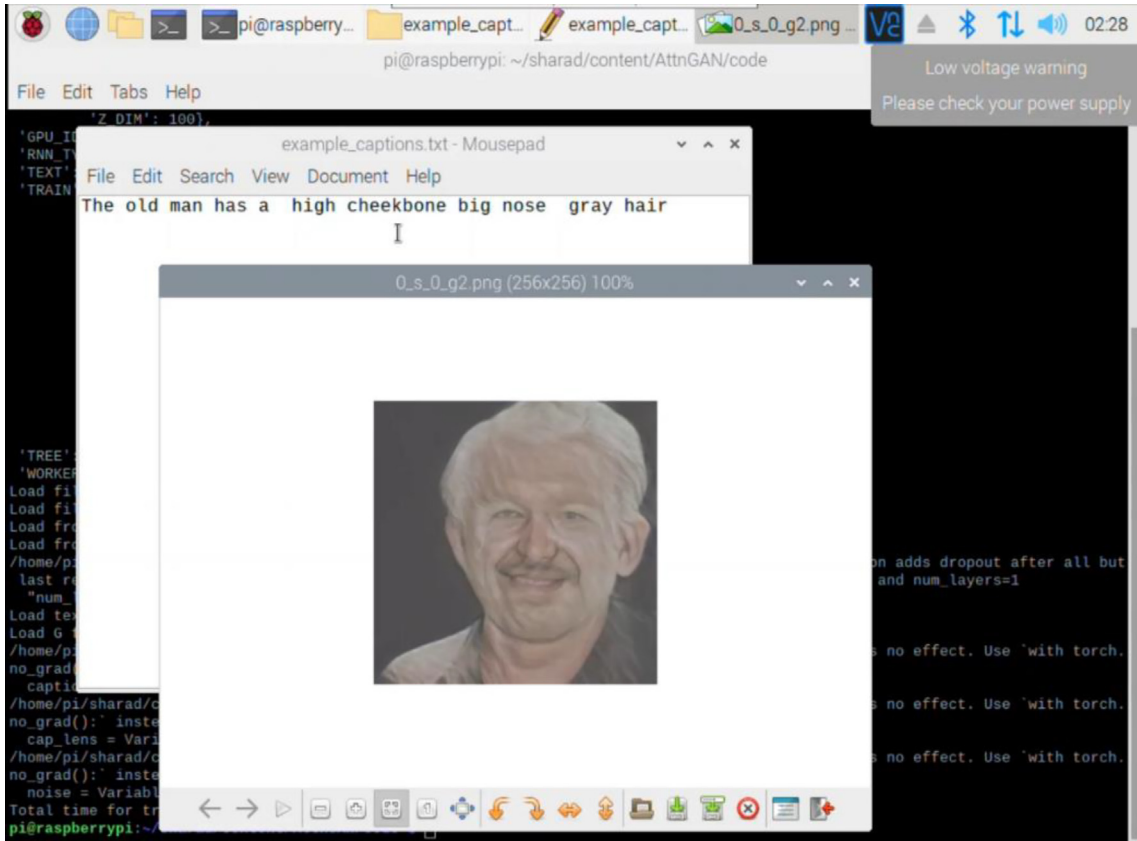 pi@raspberry...
example_capt...
example_capt...
0_s_0_g2.png ...
V2
02:28
pi@raspberrypi: ~/sharad/content/AttnGAN/code
Low voltage warning
Please check your power supply
File Edit Tabs Help
'Z_DIM': 100},
'GPU_I
'RNN_T
'TEXT'
'TRAIN
example_captions.txt - Mousepad
File Edit Search View Document Help
The old man has a  high cheekbone big nose  gray hair
0_s_0_g2.png (256x256) 100%
'TREE'
'WORKE
Load fi
Load fi
Load fr
Load fr
/home/p
on adds dropout after all but
last re
and num_layers=1
"num_
Load tex
Load G
/home/pi
s no effect. Use `with torch.
no_grad
captio
/home/pi/sharad/c
s no effect. Use `with torch.
no_grad():` inste
cap_lens = Vari
/home/pi/sharad/c
s no effect. Use `with torch.
no_grad():` inste
noise = Variabl
Total time for tr
pi@raspberrypi:~/